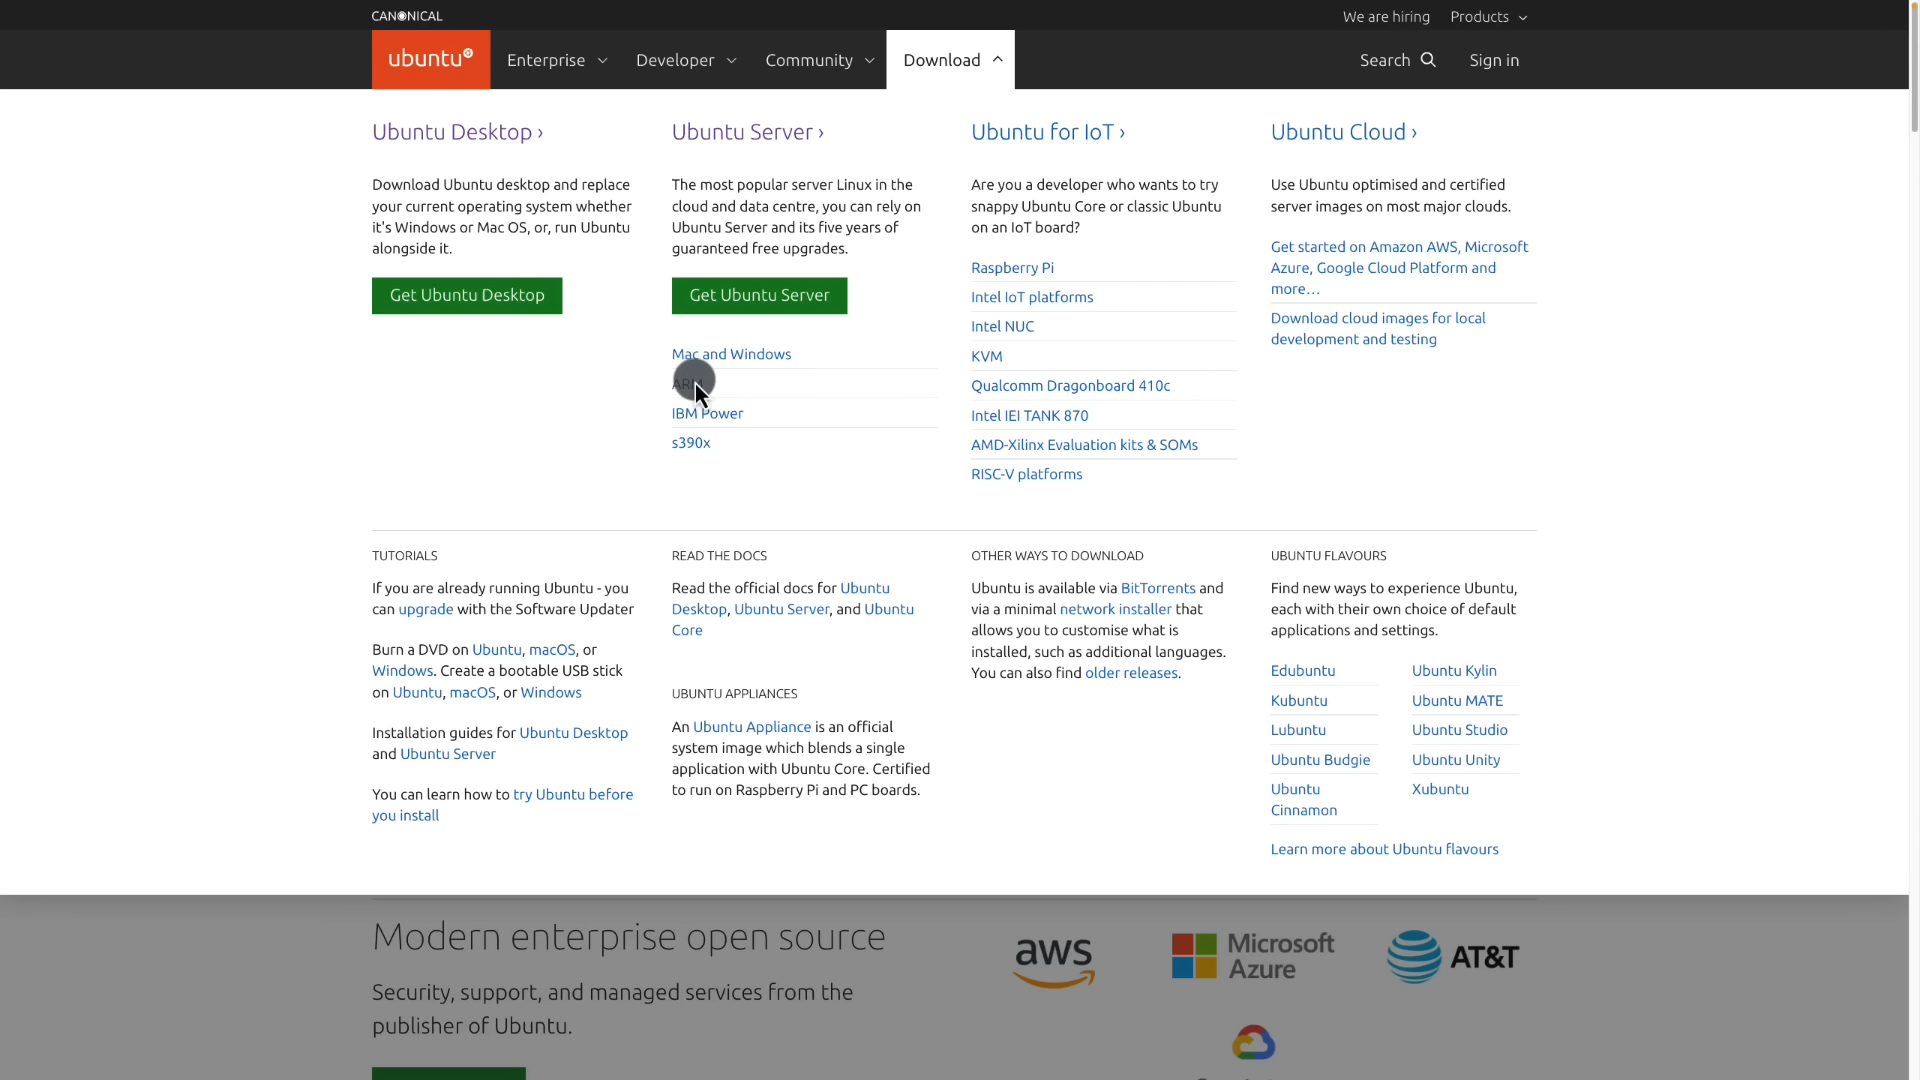 CANONICAL
We are hiring
Products
ubuntu
Enterprise
Developer
Community
Download
Search
Sign in
Ubuntu Desktop ›
Download Ubuntu desktop and replace
your current operating system whether
it's Windows or Mac OS, or, run Ubuntu
alongside it.
Get Ubuntu Desktop
Ubuntu Server ›
The most popular server Linux in the
cloud and data centre, you can rely on
Ubuntu Server and its five years of
guaranteed free upgrades.
Get Ubuntu Server
Mac and Windows
ARM
IBM Power
s390x
Ubuntu for IoT ›
Are you a developer who wants to try
snappy Ubuntu Core or classic Ubuntu
on an IoT board?
Raspberry Pi
Intel IoT platforms
Intel NUC
KVM
Qualcomm Dragonboard 410c
Intel IEI TANK 870
AMD-Xilinx Evaluation kits & SOMs
RISC-V platforms
Ubuntu Cloud ›
Use Ubuntu optimised and certified
server images on most major clouds.
Get started on Amazon AWS, Microsoft
Azure, Google Cloud Platform and
more…
Download cloud images for local
development and testing
TUTORIALS
If you are already running Ubuntu - you
can upgrade with the Software Updater
Burn a DVD on Ubuntu, macOS, or
Windows. Create a bootable USB stick
on Ubuntu, macOS, or Windows
Installation guides for Ubuntu Desktop
and Ubuntu Server
You can learn how to try Ubuntu before
you install
READ THE DOCS
Read the official docs for Ubuntu
Desktop, Ubuntu Server, and Ubuntu
Core
UBUNTU APPLIANCES
An Ubuntu Appliance is an official
system image which blends a single
application with Ubuntu Core. Certified
to run on Raspberry Pi and PC boards.
OTHER WAYS TO DOWNLOAD
Ubuntu is available via BitTorrents and
via a minimal network installer that
allows you to customise what is
installed, such as additional languages.
You can also find older releases.
UBUNTU FLAVOURS
Find new ways to experience Ubuntu,
each with their own choice of default
applications and settings.
Edubuntu
Kubuntu
Lubuntu
Ubuntu Budgie
Ubuntu
Cinnamon
Ubuntu Kylin
Ubuntu MATE
Ubuntu Studio
Ubuntu Unity
Xubuntu
Learn more about Ubuntu flavours
Modern enterprise open source
Security, support, and managed services from the
publisher of Ubuntu.
aws
Microsoft
Azure
AT&T